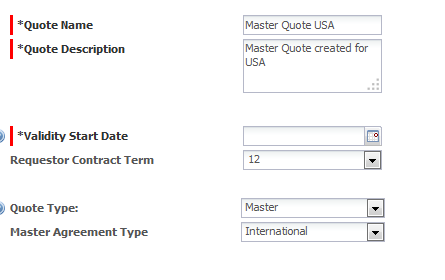 *Quote Name Master Quote USA
*Quote Description Master Quote created for
USA
*Validity Start Date
Requestor Contract Term 12
Quote Type: Master
Master Agreement Type International